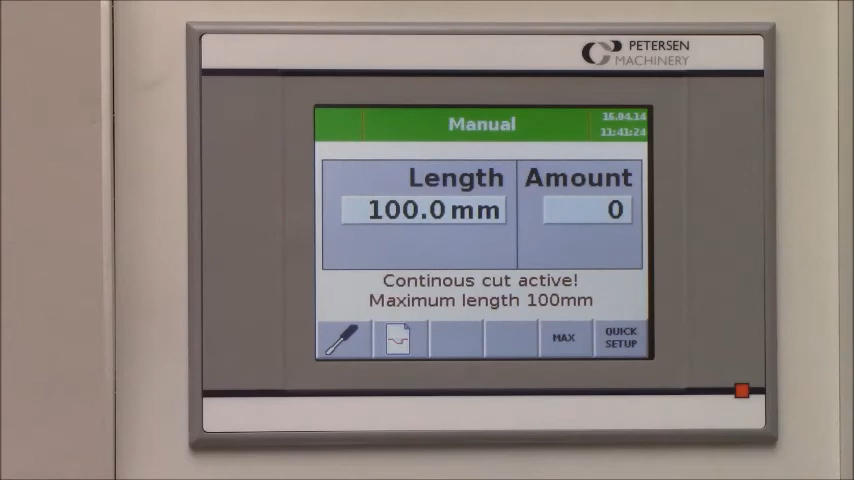 PETERSEN
MACHINERY
Manual
16.04.14
11:41:24
Length
Amount
100.0mm
0
Continous cut active!
Maximum length 100mm
MAX
QUICK
SETUP